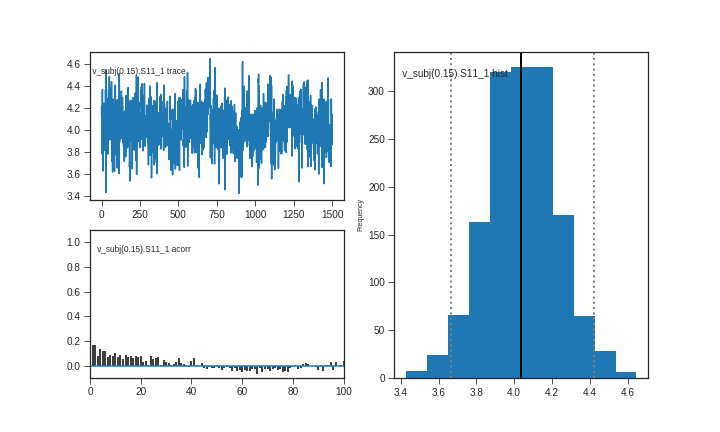 v_subj(0.15).S11_1 trace
4.6
4.4
4.2
4.0
3.8
3.6
3.4
0 250 500 750 1000 1250 1500
v_subj(0.15).S11_1 acorr
1.0
0.8
0.6
0.4
0.2
0.0
0 20 40 60 80 100
v_subj(0.15).S11_1 hist
Frequency
300
250
200
150
100
50
0
3.4 3.6 3.8 4.0 4.2 4.4 4.6